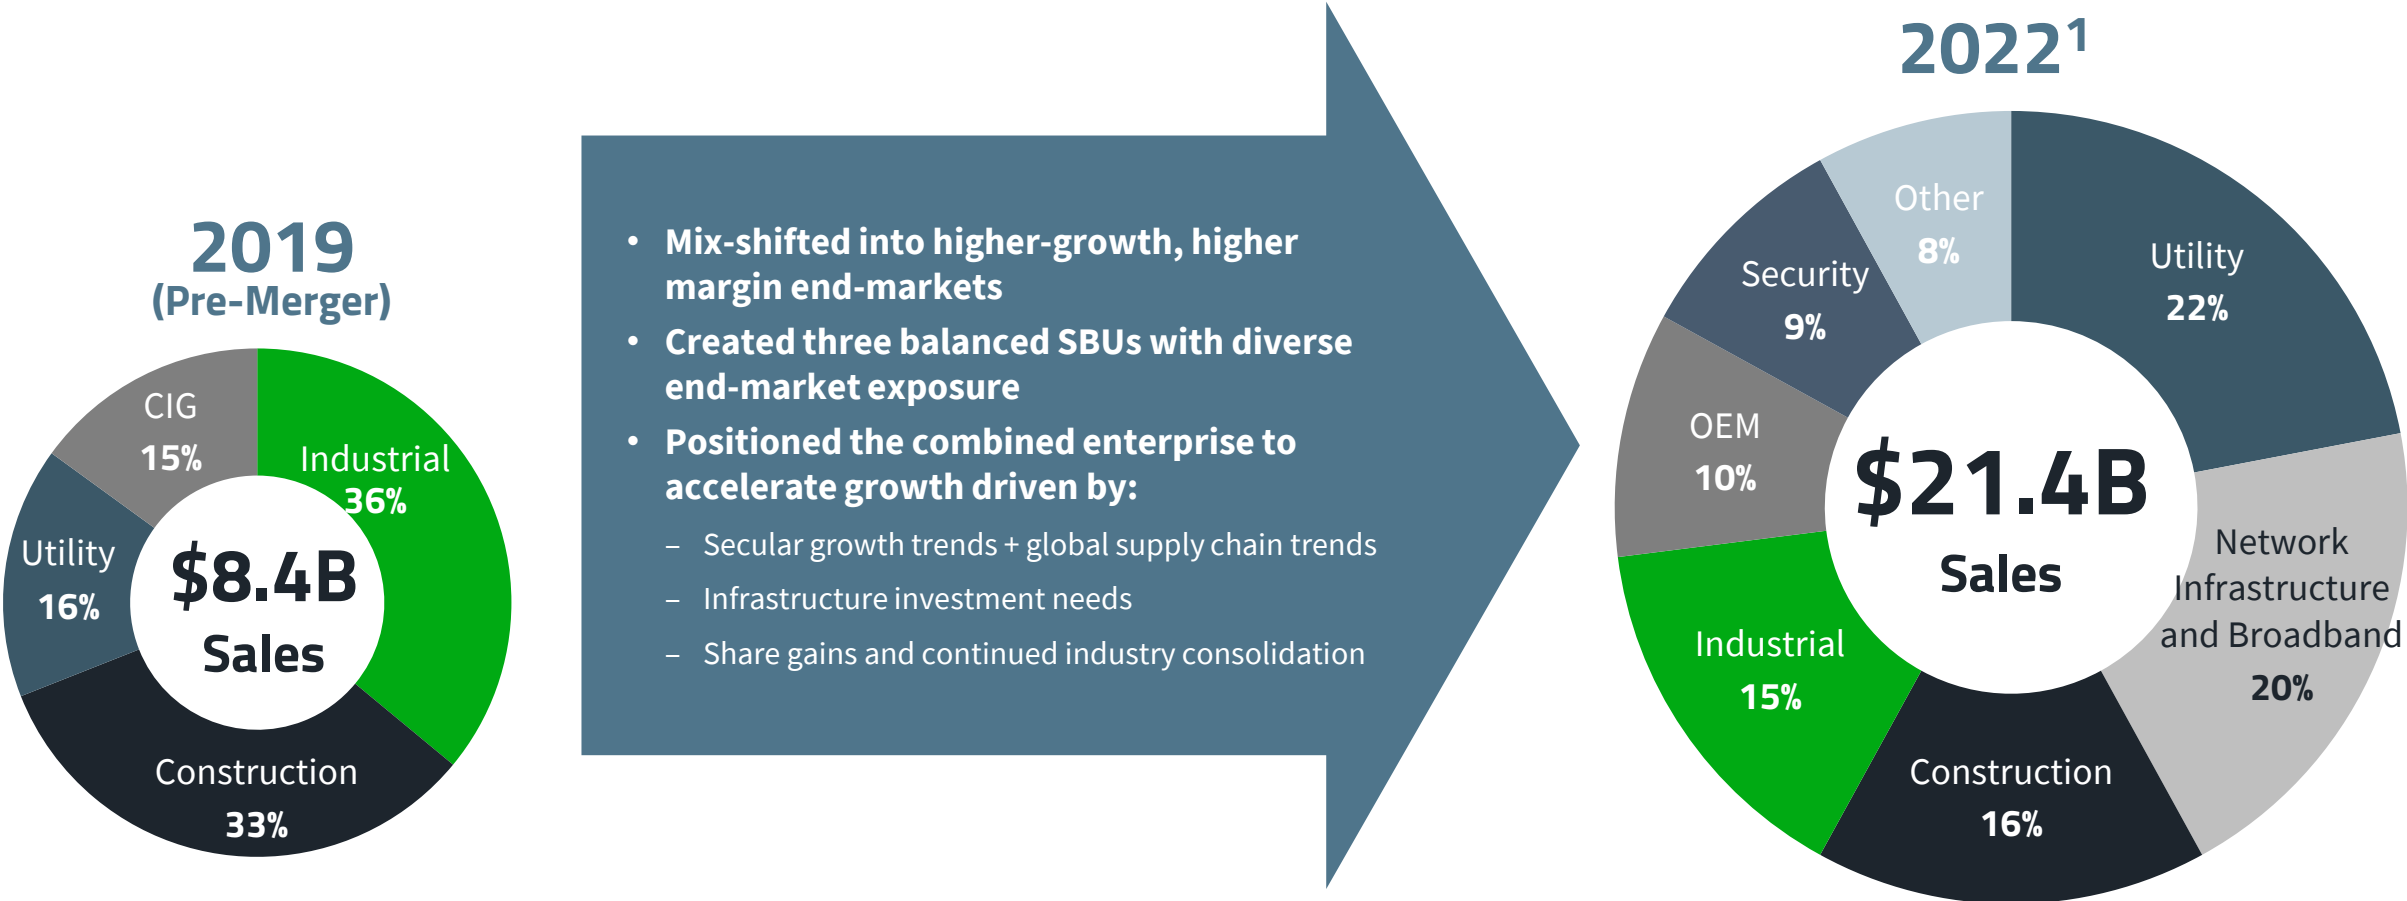 2019
(Pre-Merger)
CIG
15%
Industrial
36%
Utility
16%
$8.4B
Sales
Construction
33%
• Mix-shifted into higher-growth, higher
margin end-markets
• Created three balanced SBUs with diverse
end-market exposure
• Positioned the combined enterprise to
accelerate growth driven by:
– Secular growth trends + global supply chain trends
– Infrastructure investment needs
– Share gains and continued industry consolidation
2022¹
Other
8%
Utility
22%
Security
9%
OEM
10%
$21.4B
Sales
Network
Infrastructure
and Broadband
20%
Industrial
15%
Construction
16%